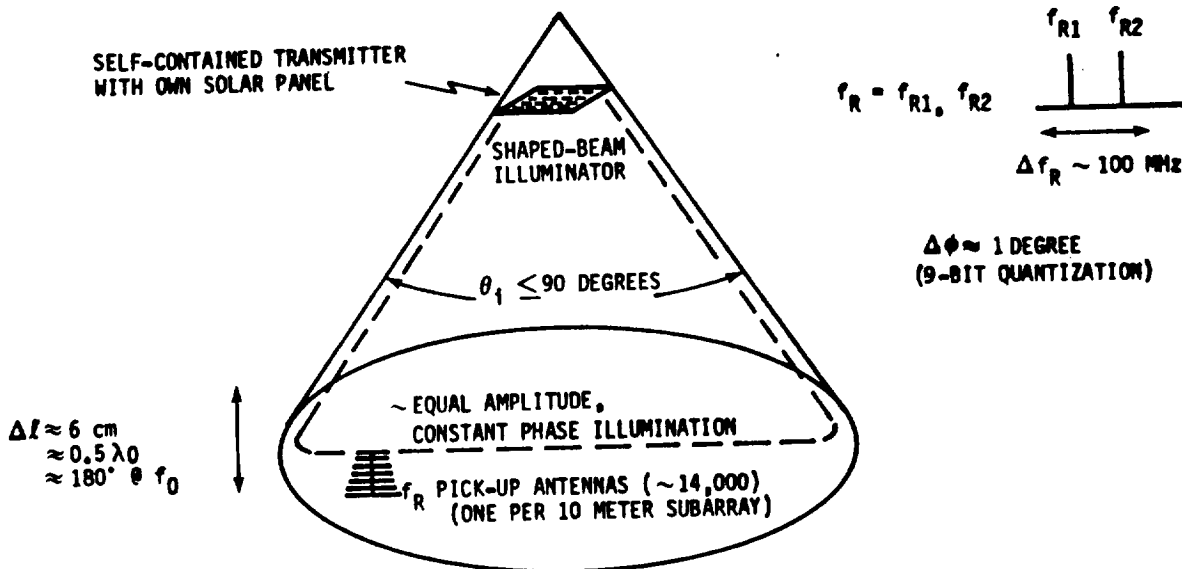 SELF-CONTAINED TRANSMITTER
WITH OWN SOLAR PANEL
SHAPED-BEAM
ILLUMINATOR
f_R1 f_R2
f_R = f_R1, f_R2
Δf_R ~ 100 MHz
Δφ ≈ 1 DEGREE
(9-BIT QUANTIZATION)
θ_i ≤ 90 DEGREES
~ EQUAL AMPLITUDE,
CONSTANT PHASE ILLUMINATION
Δℓ ≈ 6 cm
≈ 0.5 λ0
≈ 180° @ f_0
f_R PICK-UP ANTENNAS (~14,000)
(ONE PER 10 METER SUBARRAY)